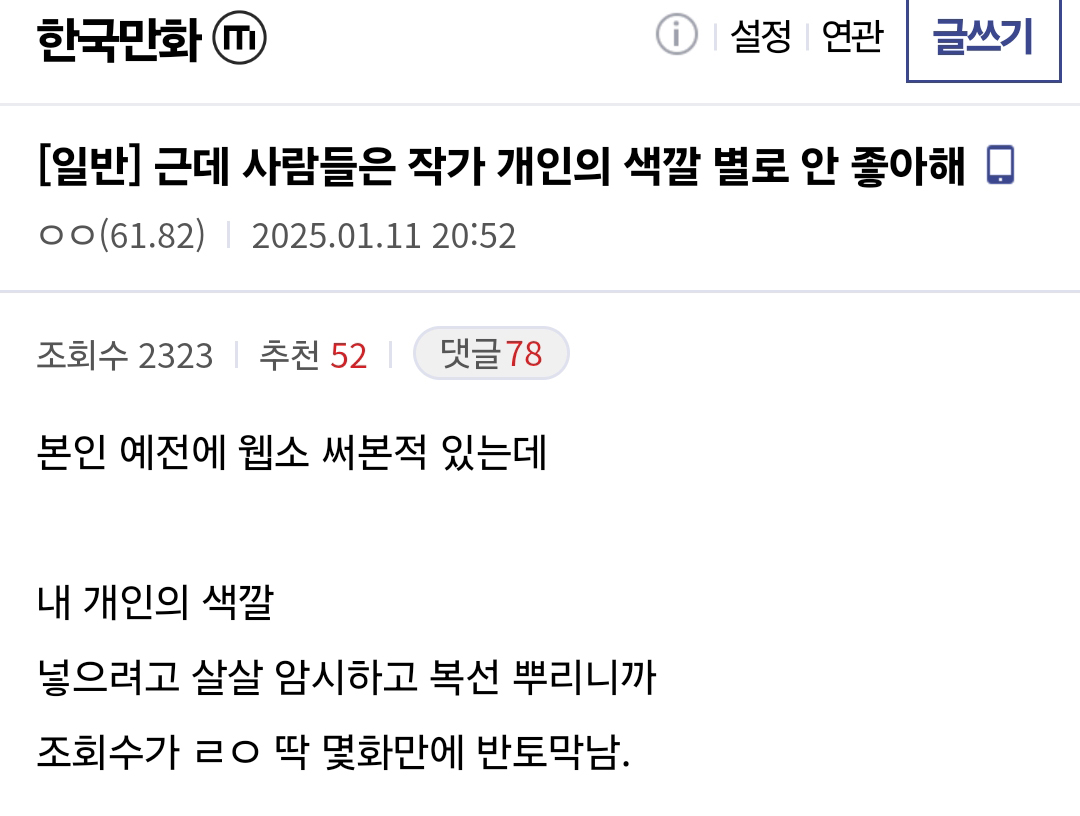 한국만화 ⓜ
ⓘ 설정 연관 글쓰기
[일반] 근데 사람들은 작가 개인의 색깔 별로 안 좋아해
ㅇㅇ(61.82) 2025.01.11 20:52
조회수 2323 추천 52 댓글 78
본인 예전에 웹소 써본적 있는데
내 개인의 색깔
넣으려고 살살 암시하고 복선 뿌리니까
조회수가 ㄹㅇ 딱 몇화만에 반토막남.